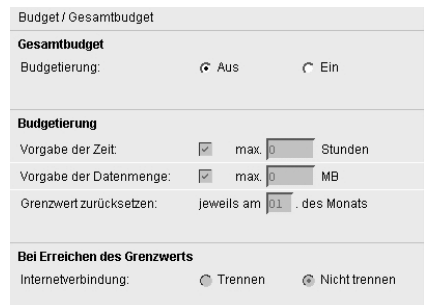 Budget / Gesamtbudget
Gesamtbudget
Budgetierung: Aus Ein
Budgetierung
Vorgabe der Zeit: max. 0 Stunden
Vorgabe der Datenmenge: max. 0 MB
Grenzwert zurücksetzen: jeweils am 01 . des Monats
Bei Erreichen des Grenzwerts
Internetverbindung: Trennen Nicht trennen